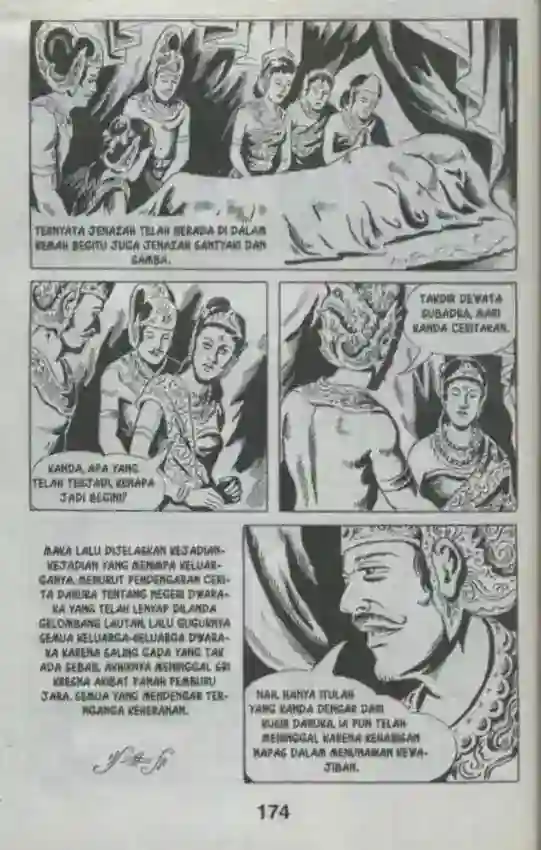 TERNYATA JENAZAH TELAH BERADA DI DALAM
REMAH BEGITU JUGA JENAZAH SANTYAKI DAN
SAMBA.
KANDA, APA YANG
TELAH TERJADI, KENAPA
JADI BEGINI?
TAKDIR DEWATA
SUBADRA, MARI
KANDA CERITAKAN.
MAKA LALU DIJELASKAN KEJADIAN-
KEJADIAN YANG MENIMPA KELUAR-
GANYA. MENURUT PENDENGARAN CERI-
TA DARUKA TENTANG NEGERI DWARA-
KA YANG TELAH LENYAP DILANDA
GELOMBANG LAUTAN, LALU GUGURNYA
SEMUA KELUARGA-KELUARGA DWARA-
KA KARENA SALING GADA YANG TAK
ADA SEBAB, AKHIRNYA MENINGGAL SRI
KRESNA AKIBAT PANAH PEMBURU
JARA. SEMUA YANG MENDENGAR TER-
NGANGA KEHERANAN.
NAH, HANYA ITULAH
YANG KANDA DENGAR DARI
KUSIR DARUKA. IA PUN TELAH
MENINGGAL KARENA KEHABISAN
NAPAS DALAM MENUNAIKAN KEWA-
JIBAN.
174